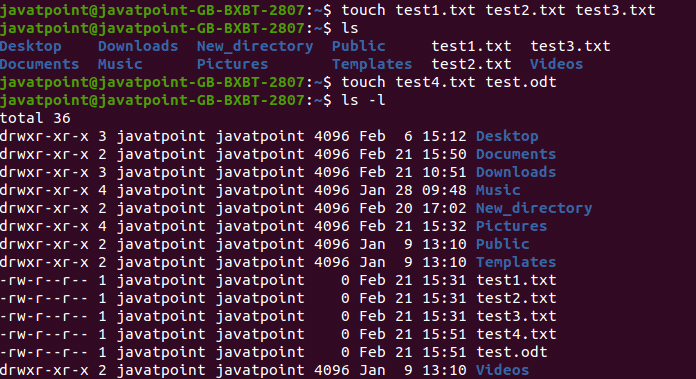 javatpoint@javatpoint-GB-BXBT-2807:~$ touch test1.txt test2.txt test3.txt
javatpoint@javatpoint-GB-BXBT-2807:~$ ls
Desktop    Downloads  New_directory  Public     test1.txt  test3.txt
Documents  Music      Pictures       Templates  test2.txt  Videos
javatpoint@javatpoint-GB-BXBT-2807:~$ touch test4.txt test.odt
javatpoint@javatpoint-GB-BXBT-2807:~$ ls -l
total 36
drwxr-xr-x 3 javatpoint javatpoint 4096 Feb  6 15:12 Desktop
drwxr-xr-x 2 javatpoint javatpoint 4096 Feb 21 15:50 Documents
drwxr-xr-x 3 javatpoint javatpoint 4096 Feb 21 10:51 Downloads
drwxr-xr-x 4 javatpoint javatpoint 4096 Jan 28 09:48 Music
drwxr-xr-x 2 javatpoint javatpoint 4096 Feb 20 17:02 New_directory
drwxr-xr-x 4 javatpoint javatpoint 4096 Feb 21 15:32 Pictures
drwxr-xr-x 2 javatpoint javatpoint 4096 Jan  9 13:10 Public
drwxr-xr-x 2 javatpoint javatpoint 4096 Jan  9 13:10 Templates
-rw-r--r-- 1 javatpoint javatpoint    0 Feb 21 15:31 test1.txt
-rw-r--r-- 1 javatpoint javatpoint    0 Feb 21 15:31 test2.txt
-rw-r--r-- 1 javatpoint javatpoint    0 Feb 21 15:31 test3.txt
-rw-r--r-- 1 javatpoint javatpoint    0 Feb 21 15:51 test4.txt
-rw-r--r-- 1 javatpoint javatpoint    0 Feb 21 15:51 test.odt
drwxr-xr-x 2 javatpoint javatpoint 4096 Jan  9 13:10 Videos